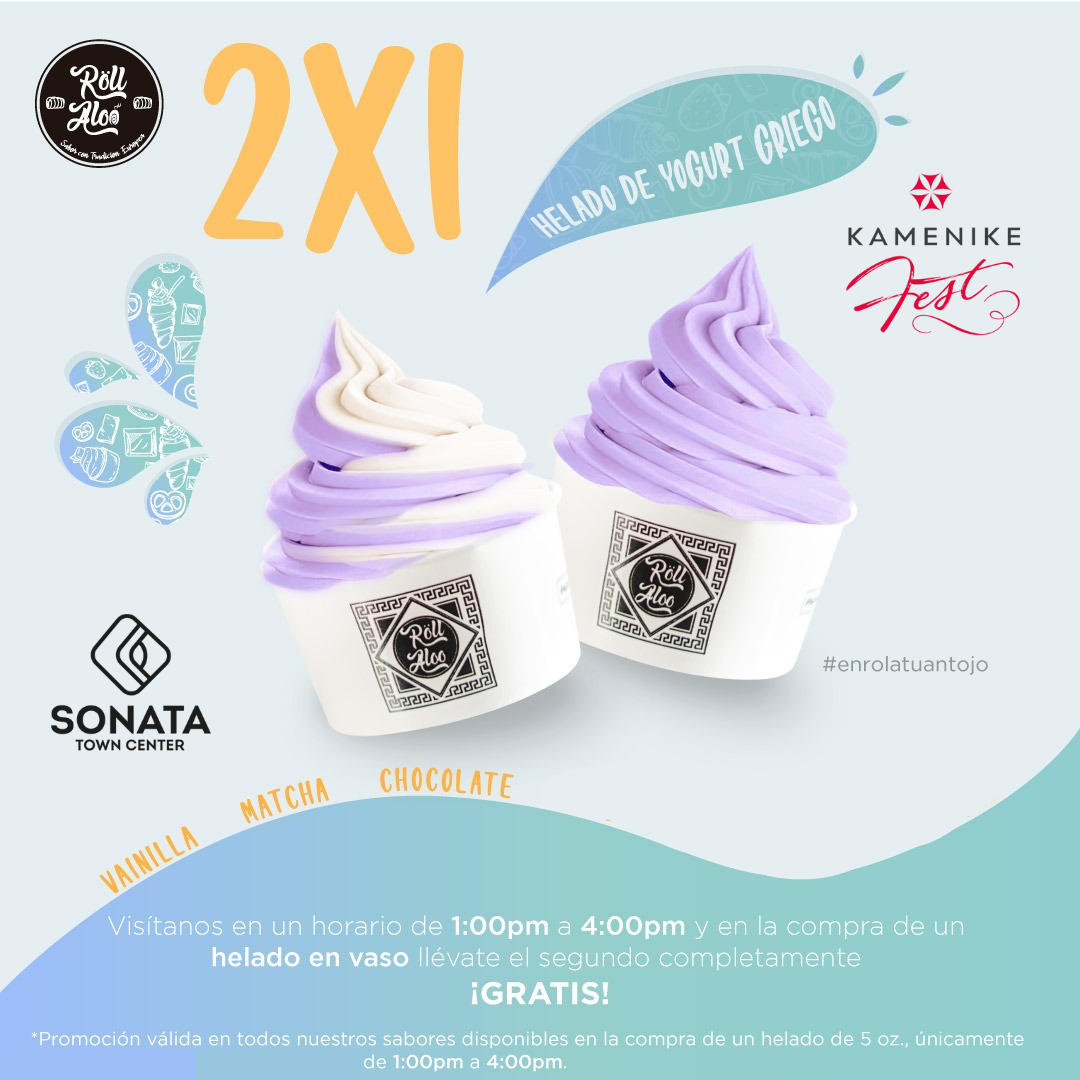 Röll
Aloo
Sabor con Tradición Europea
2X1
HELADO DE YOGURT GRIEGO
KAMENIKE
Fest
Röll
Aloo
Röll
Aloo
#enrolatuantojo
SONATA
TOWN CENTER
VAINILLA
MATCHA
CHOCOLATE
Visítanos en un horario de 1:00pm a 4:00pm y en la compra de un
helado en vaso llévate el segundo completamente
¡GRATIS!
*Promoción válida en todos nuestros sabores disponibles en la compra de un helado de 5 oz., únicamente
de 1:00pm a 4:00pm.